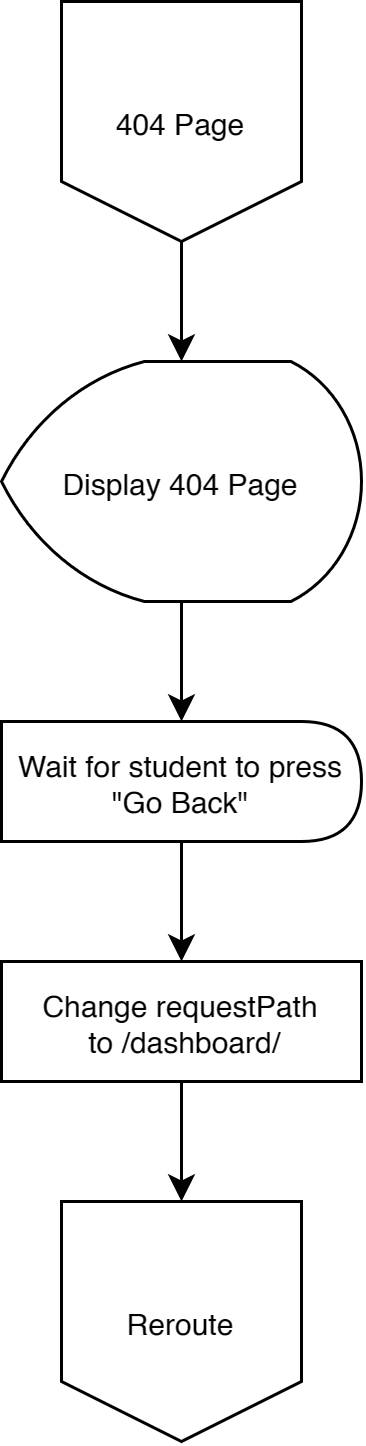 404 Page
Display 404 Page
Wait for student to press
"Go Back"
Change requestPath
to /dashboard/
Reroute